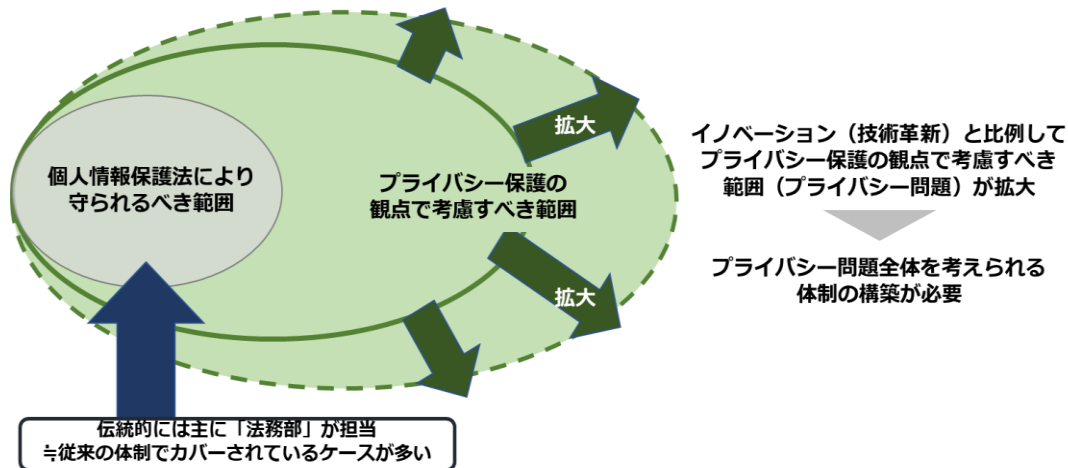 個人情報保護法により
守られるべき範囲
プライバシー保護の
観点で考慮すべき範囲
拡大
拡大
伝統的には主に「法務部」が担当
≒従来の体制でカバーされているケースが多い
イノベーション（技術革新）と比例して
プライバシー保護の観点で考慮すべき
範囲（プライバシー問題）が拡大
プライバシー問題全体を考えられる
体制の構築が必要